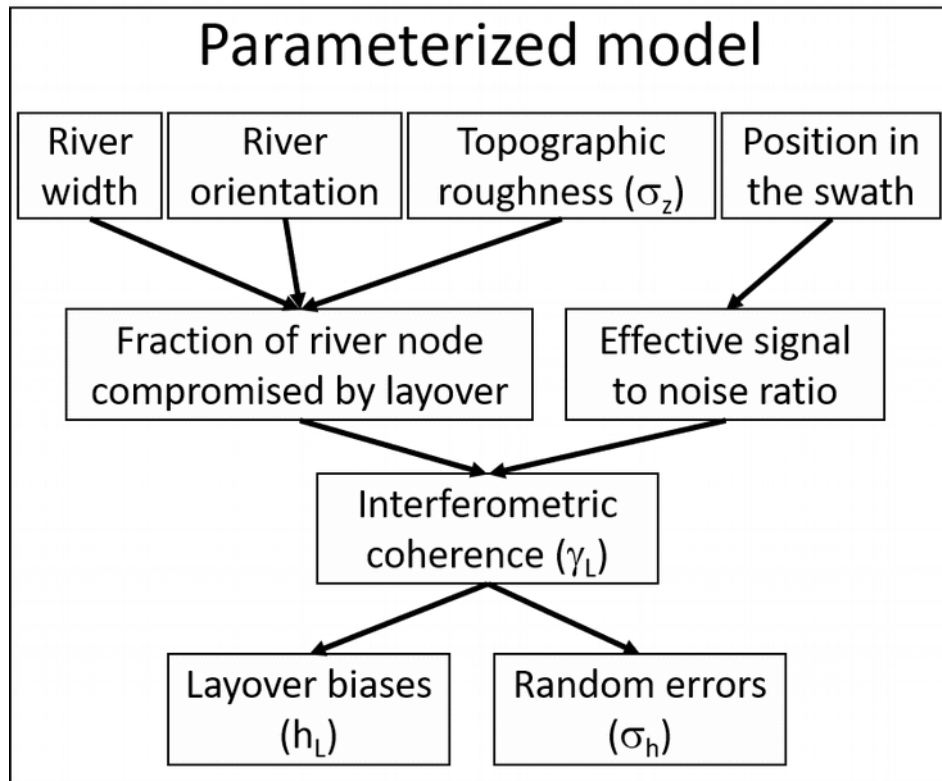 Parameterized model
River
width
River
orientation
Topographic
roughness (σz)
Position in
the swath
Fraction of river node
compromised by layover
Effective signal
to noise ratio
Interferometric
coherence (γL)
Layover biases
(hL)
Random errors
(σh)